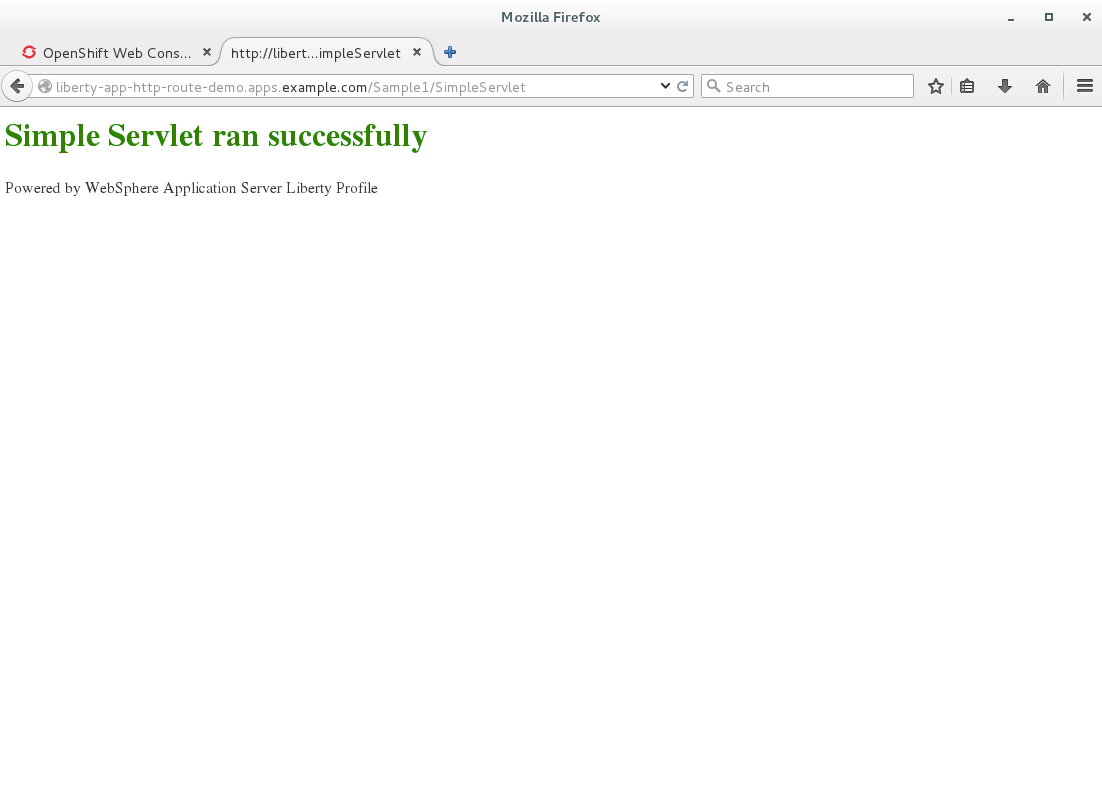 Mozilla Firefox
OpenShift Web Cons...
http://libert...impleServlet
liberty-app-http-route-demo.apps.example.com/Sample1/SimpleServlet
Search
Simple Servlet ran successfully
Powered by WebSphere Application Server Liberty Profile